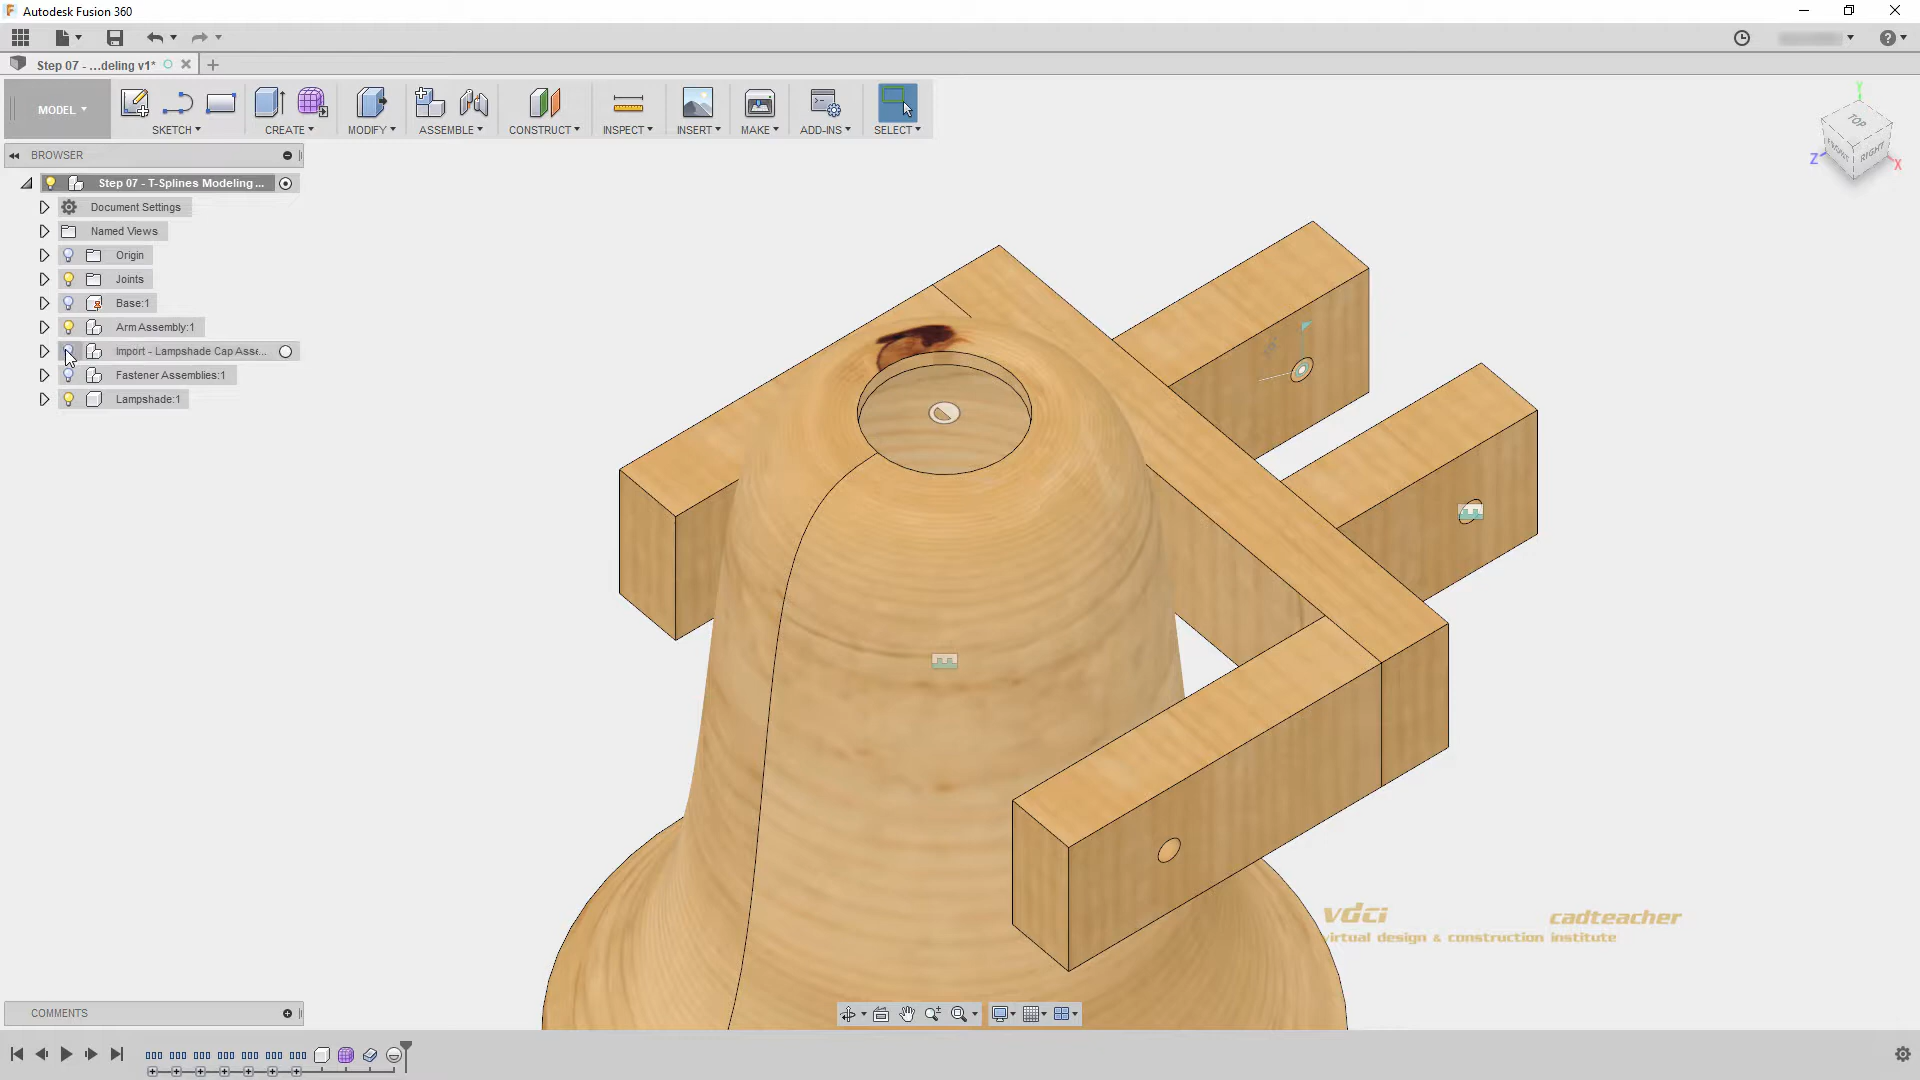 Autodesk Fusion 360
Step 07 - ...deling v1*
MODEL
SKETCH
CREATE
MODIFY
ASSEMBLE
CONSTRUCT
INSPECT
INSERT
MAKE
ADD-INS
SELECT
BROWSER
Step 07 - T-Splines Modeling ...
Document Settings
Named Views
Origin
Joints
Base:1
Arm Assembly:1
Import - Lampshade Cap Asse...
Fastener Assemblies:1
Lampshade:1
Y
TOP
RIGHT
Z
X
vdci cadteacher
virtual design & construction institute
COMMENTS